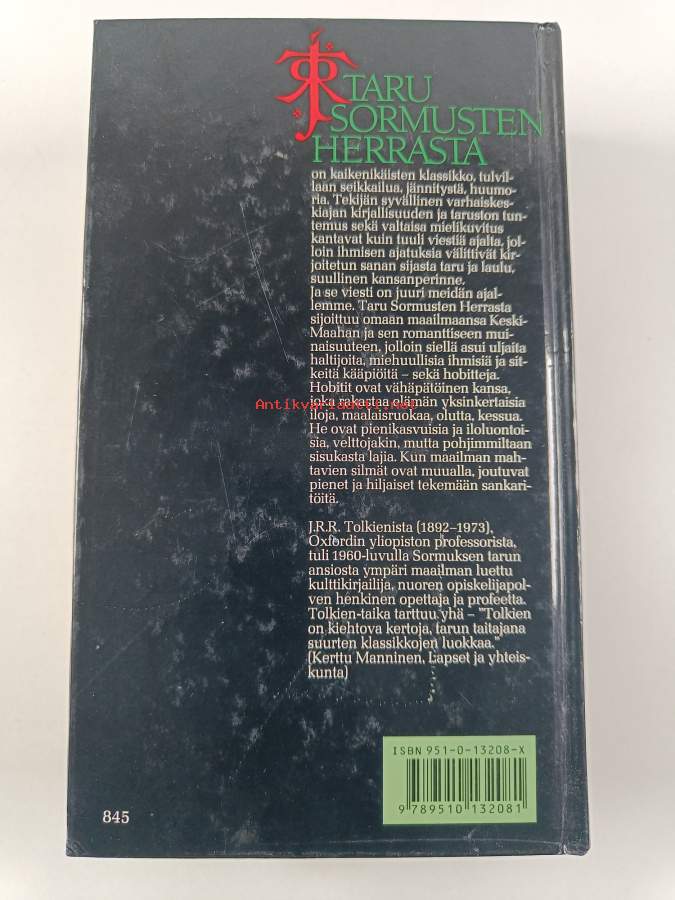 TARU
SORMUSTEN
HERRASTA
on kaikenikäisten klassikko, tulvil-
laan seikkailua, jännitystä, huumo-
ria. Tekijän syvällinen varhaiskes-
kiajan kirjallisuuden ja taruston tun-
temus sekä valtaisa mielikuvitus
kantavat kuin tuuli viestiä ajalta, jol-
loin ihmisen ajatuksia välittivät kir-
joitetun sanan sijasta taru ja laulu,
suullinen kansanperinne.
Ja se viesti on juuri meidän ajal-
lemme. Taru Sormusten Herrasta
sijoittuu omaan maailmaansa Keski-
Maahan ja sen romanttiseen mui-
naisuuteen, jolloin siellä asui uljaita
haltijoita, miehuullisia ihmisiä ja sit-
keitä kääpiöitä – sekä hobitteja.
Hobitit ovat vähäpätöinen kansa,
joka rakastaa elämän yksinkertaisia
iloja, maalaisruokaa, olutta, kessua.
He ovat pienikasvuisia ja iloluontoi-
sia, velttojakin, mutta pohjimmiltaan
sisukasta lajia. Kun maailman mah-
tavien silmät ovat muualla, joutuvat
pienet ja hiljaiset tekemään sankari-
töitä.
J.R.R. Tolkienista (1892–1973),
Oxfordin yliopiston professorista,
tuli 1960-luvulla Sormuksen tarun
ansiosta ympäri maailman luettu
kulttikirjailija, nuoren opiskelijapol-
ven henkinen opettaja ja profeetta.
Tolkien-taika tarttuu yhä – "Tolkien
on kiehtova kertoja, tarun taitajana
suurten klassikkojen luokkaa."
(Kerttu Manninen, Lapset ja yhteis-
kunta)
Antikvariaatti.net
ISBN 951-0-13208-X
9 789510 132081
845